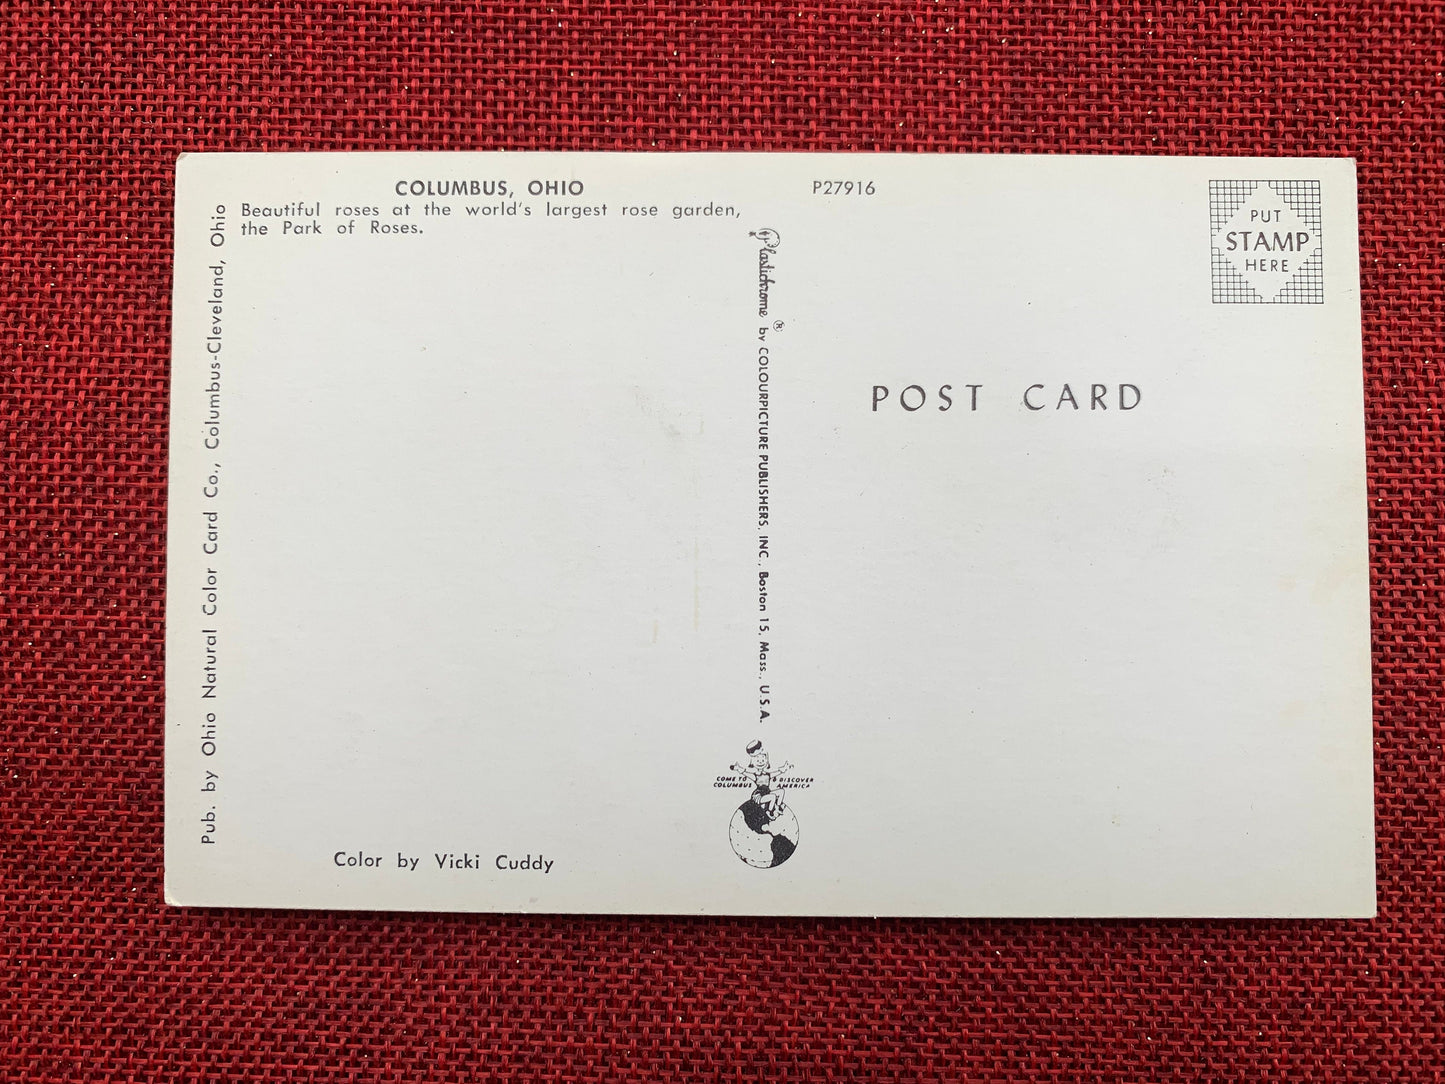 COLUMBUS, OHIO
Beautiful roses at the world's largest rose garden,
the Park of Roses.
P27916
PUT
STAMP
HERE
Pub. by Ohio Natural Color Card Co., Columbus-Cleveland, Ohio
Plastichrome ® by COLOURPICTURE PUBLISHERS, INC., Boston 15, Mass., U.S.A.
POST CARD
COME TO & DISCOVER
COLUMBUS AMERICA
Color by Vicki Cuddy